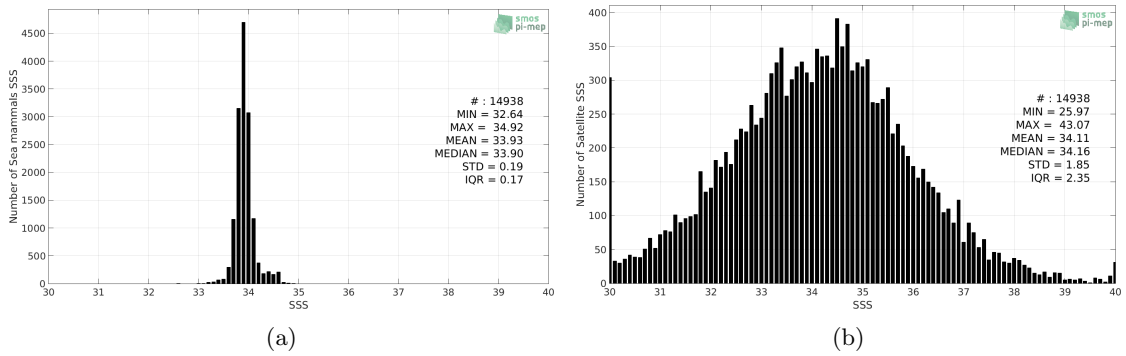 smos
pi-mep
4500
4000
3500
3000
2500
2000
1500
1000
500
0
Number of Sea mammals SSS
# : 14938
MIN = 32.64
MAX = 34.92
MEAN = 33.93
MEDIAN = 33.90
STD = 0.19
IQR = 0.17
30 31 32 33 34 35 36 37 38 39 40
SSS
(a)
smos
pi-mep
400
350
300
250
200
150
100
50
0
Number of Satellite SSS
# : 14938
MIN = 25.97
MAX = 43.07
MEAN = 34.11
MEDIAN = 34.16
STD = 1.85
IQR = 2.35
30 31 32 33 34 35 36 37 38 39 40
SSS
(b)